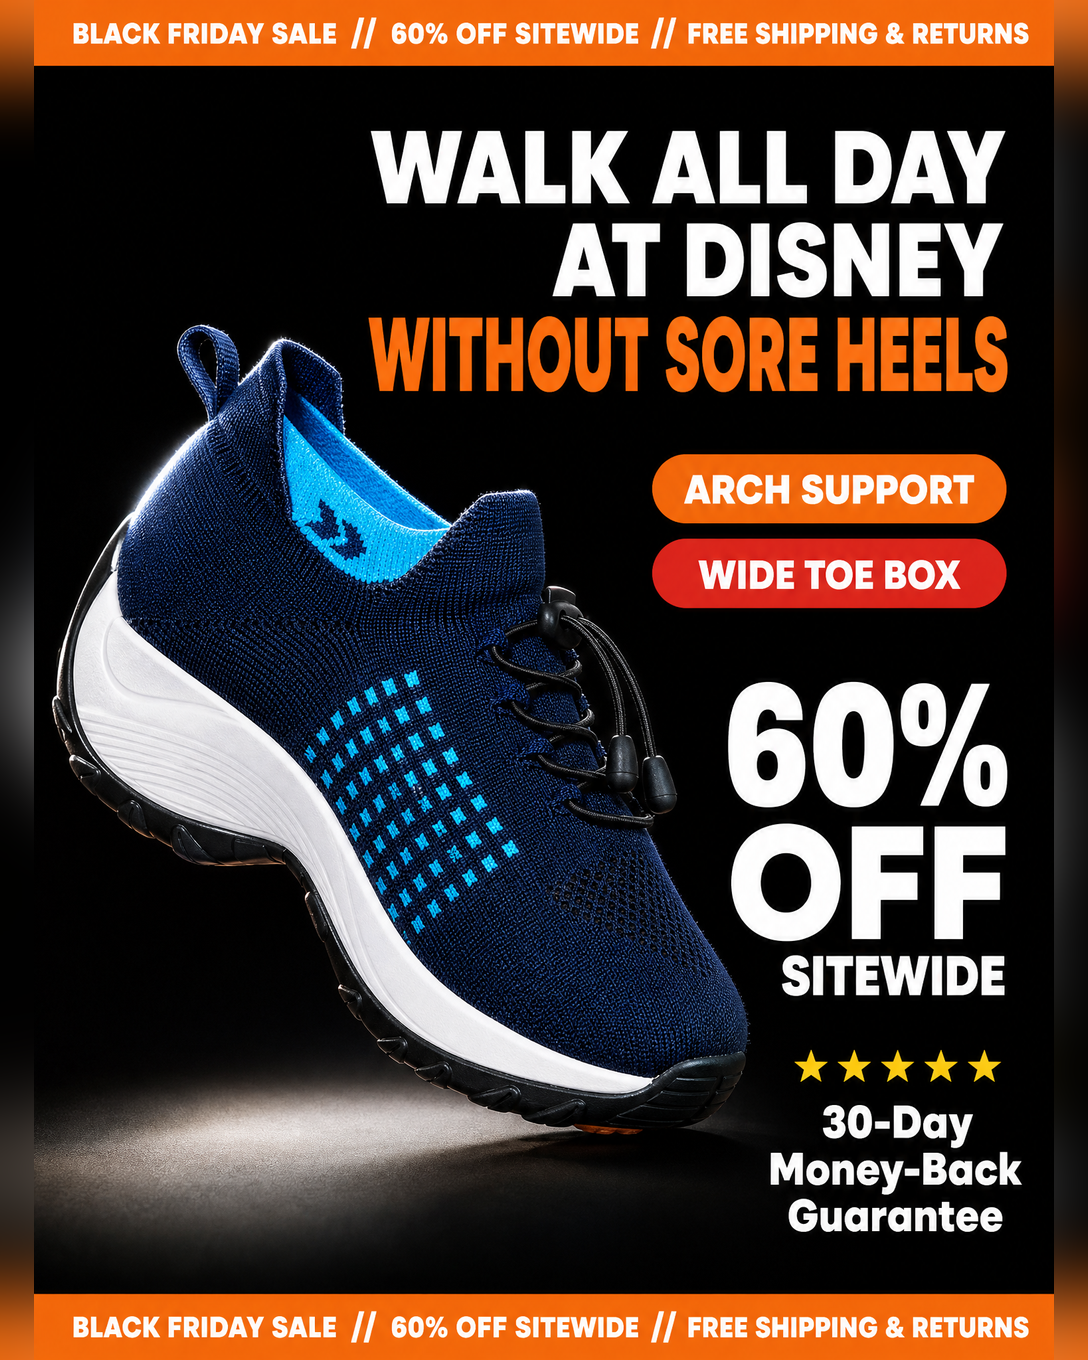 BLACK FRIDAY SALE // 60% OFF SITEWIDE // FREE SHIPPING & RETURNS
WALK ALL DAY
AT DISNEY
WITHOUT SORE HEELS
ARCH SUPPORT
WIDE TOE BOX
60%
OFF
SITEWIDE
30-Day
Money-Back
Guarantee
BLACK FRIDAY SALE // 60% OFF SITEWIDE // FREE SHIPPING & RETURNS